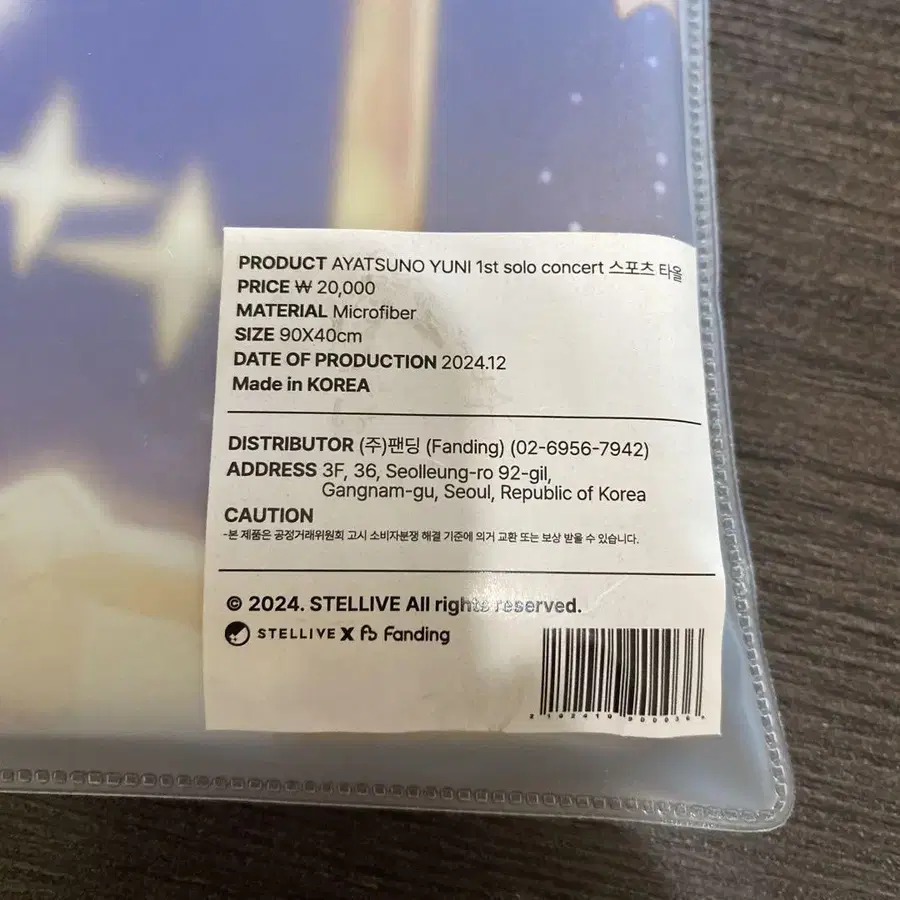 PRODUCT AYATSUNO YUNI 1st solo concert 스포츠 타올
PRICE ₩ 20,000
MATERIAL Microfiber
SIZE 90X40cm
DATE OF PRODUCTION 2024.12
Made in KOREA
DISTRIBUTOR (주)팬딩 (Fanding) (02-6956-7942)
ADDRESS 3F, 36, Seolleung-ro 92-gil,
Gangnam-gu, Seoul, Republic of Korea
CAUTION
-본 제품은 공정거래위원회 고시 소비자분쟁 해결 기준에 의거 교환 또는 보상 받을 수 있습니다.
© 2024. STELLIVE All rights reserved.
STELLIVE X Fanding